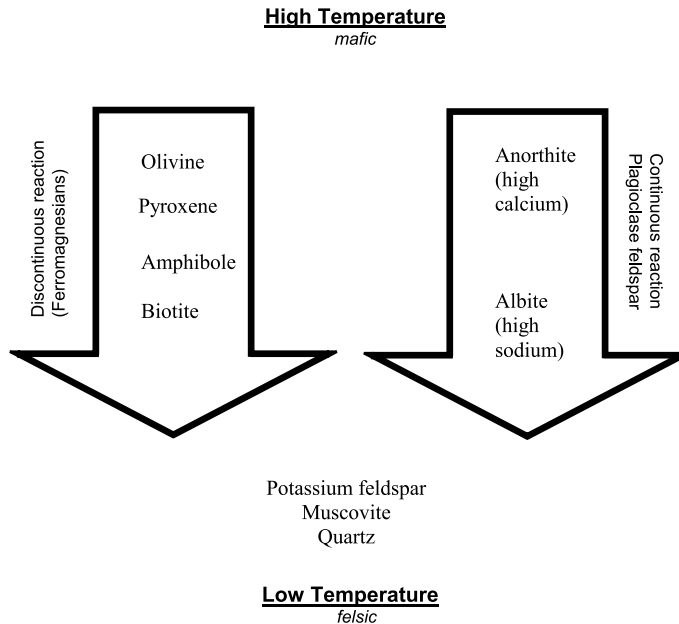 High Temperature
mafic
Discontinuous reaction
(Ferromagnesians)
Olivine
Pyroxene
Amphibole
Biotite
Anorthite
(high
calcium)
Albite
(high
sodium)
Continuous reaction
Plagioclase feldspar
Potassium feldspar
Muscovite
Quartz
Low Temperature
felsic